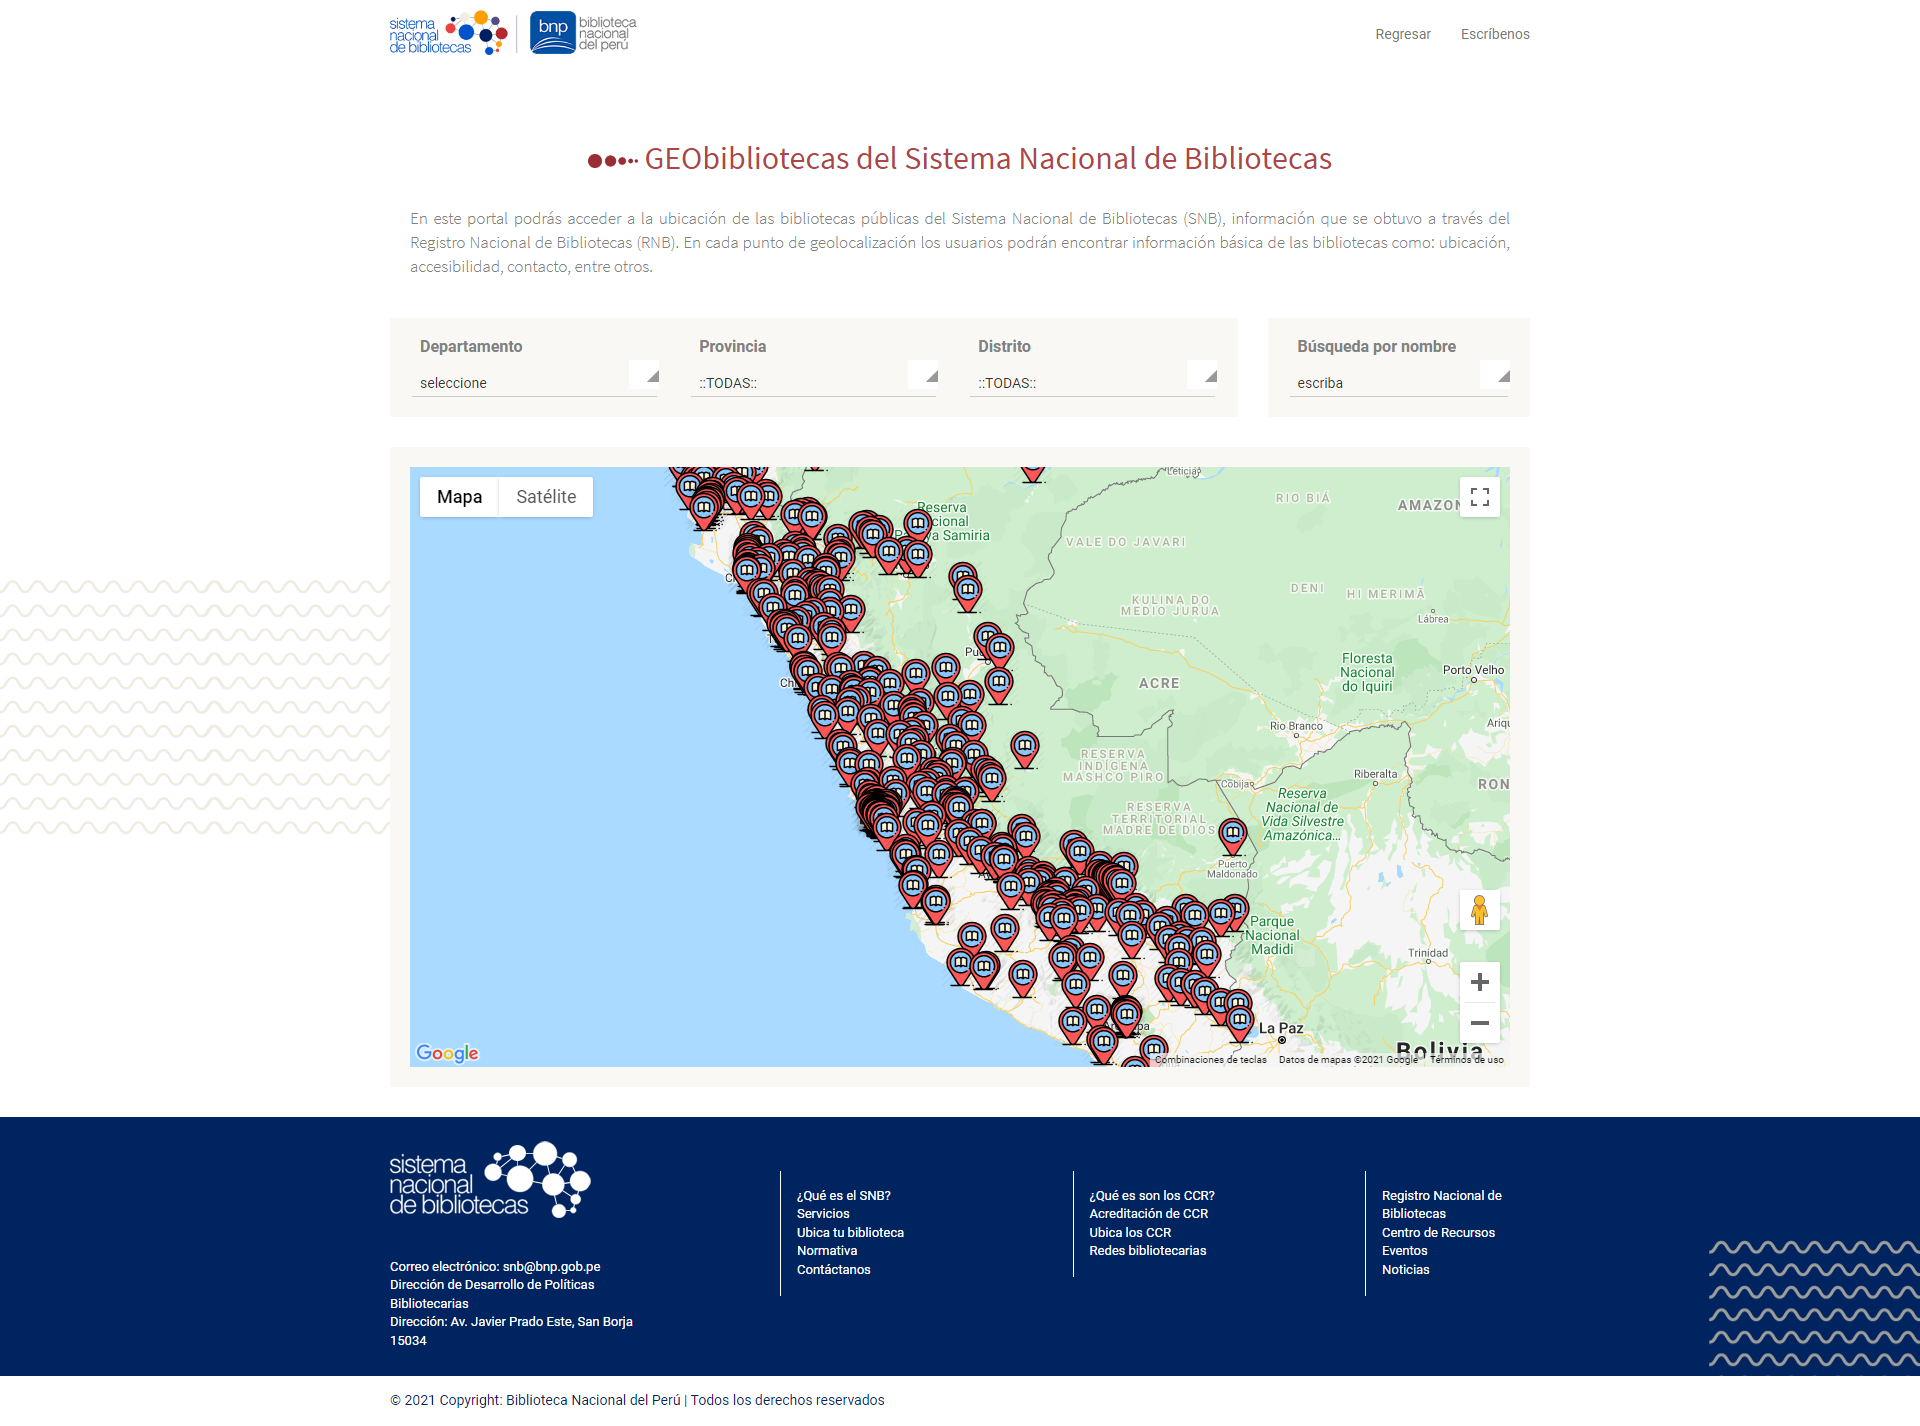 sistema
nacional
de bibliotecas
bnp
biblioteca
nacional
del perú
Regresar
Escríbenos
GEObibliotecas del Sistema Nacional de Bibliotecas
En este portal podrás acceder a la ubicación de las bibliotecas públicas del Sistema Nacional de Bibliotecas (SNB), información que se obtuvo a través del
Registro Nacional de Bibliotecas (RNB). En cada punto de geolocalización los usuarios podrán encontrar información básica de las bibliotecas como: ubicación,
accesibilidad, contacto, entre otros.
Departamento
Provincia
Distrito
Búsqueda por nombre
seleccione
::TODAS::
::TODAS::
escriba
Mapa
Satélite
Leticia
RIO BIÁ
Reserva
Samiria
VALE DO JAVARI
DENI
HI MERIMÃ
KULINA DO
MEDIO JURUA
Lábrea
Floresta
Nacional
do Iquiri
Porto Velho
ACRE
Rio Branco
RESERVA
INDÍGENA
MASHCO PIRO
Riberalta
Cobija
Reserva
Nacional de
Vida Silvestre
Amazónica...
RESERVA
TERRITORIAL
MADRE DE DIOS
Puerto
Maldonado
Parque
Nacional
Madidi
Trinidad
La Paz
Bolivia
Google
Combinaciones de teclas
Datos de mapas ©2021 Google
Términos de uso
sistema
nacional
de bibliotecas
Correo electrónico: snb@bnp.gob.pe
Dirección de Desarrollo de Políticas
Bibliotecarias
Dirección: Av. Javier Prado Este, San Borja
15034
¿Qué es el SNB?
Servicios
Ubica tu biblioteca
Normativa
Contáctanos
¿Qué es son los CCR?
Acreditación de CCR
Ubica los CCR
Redes bibliotecarias
Registro Nacional de
Bibliotecas
Centro de Recursos
Eventos
Noticias
© 2021 Copyright: Biblioteca Nacional del Perú | Todos los derechos reservados